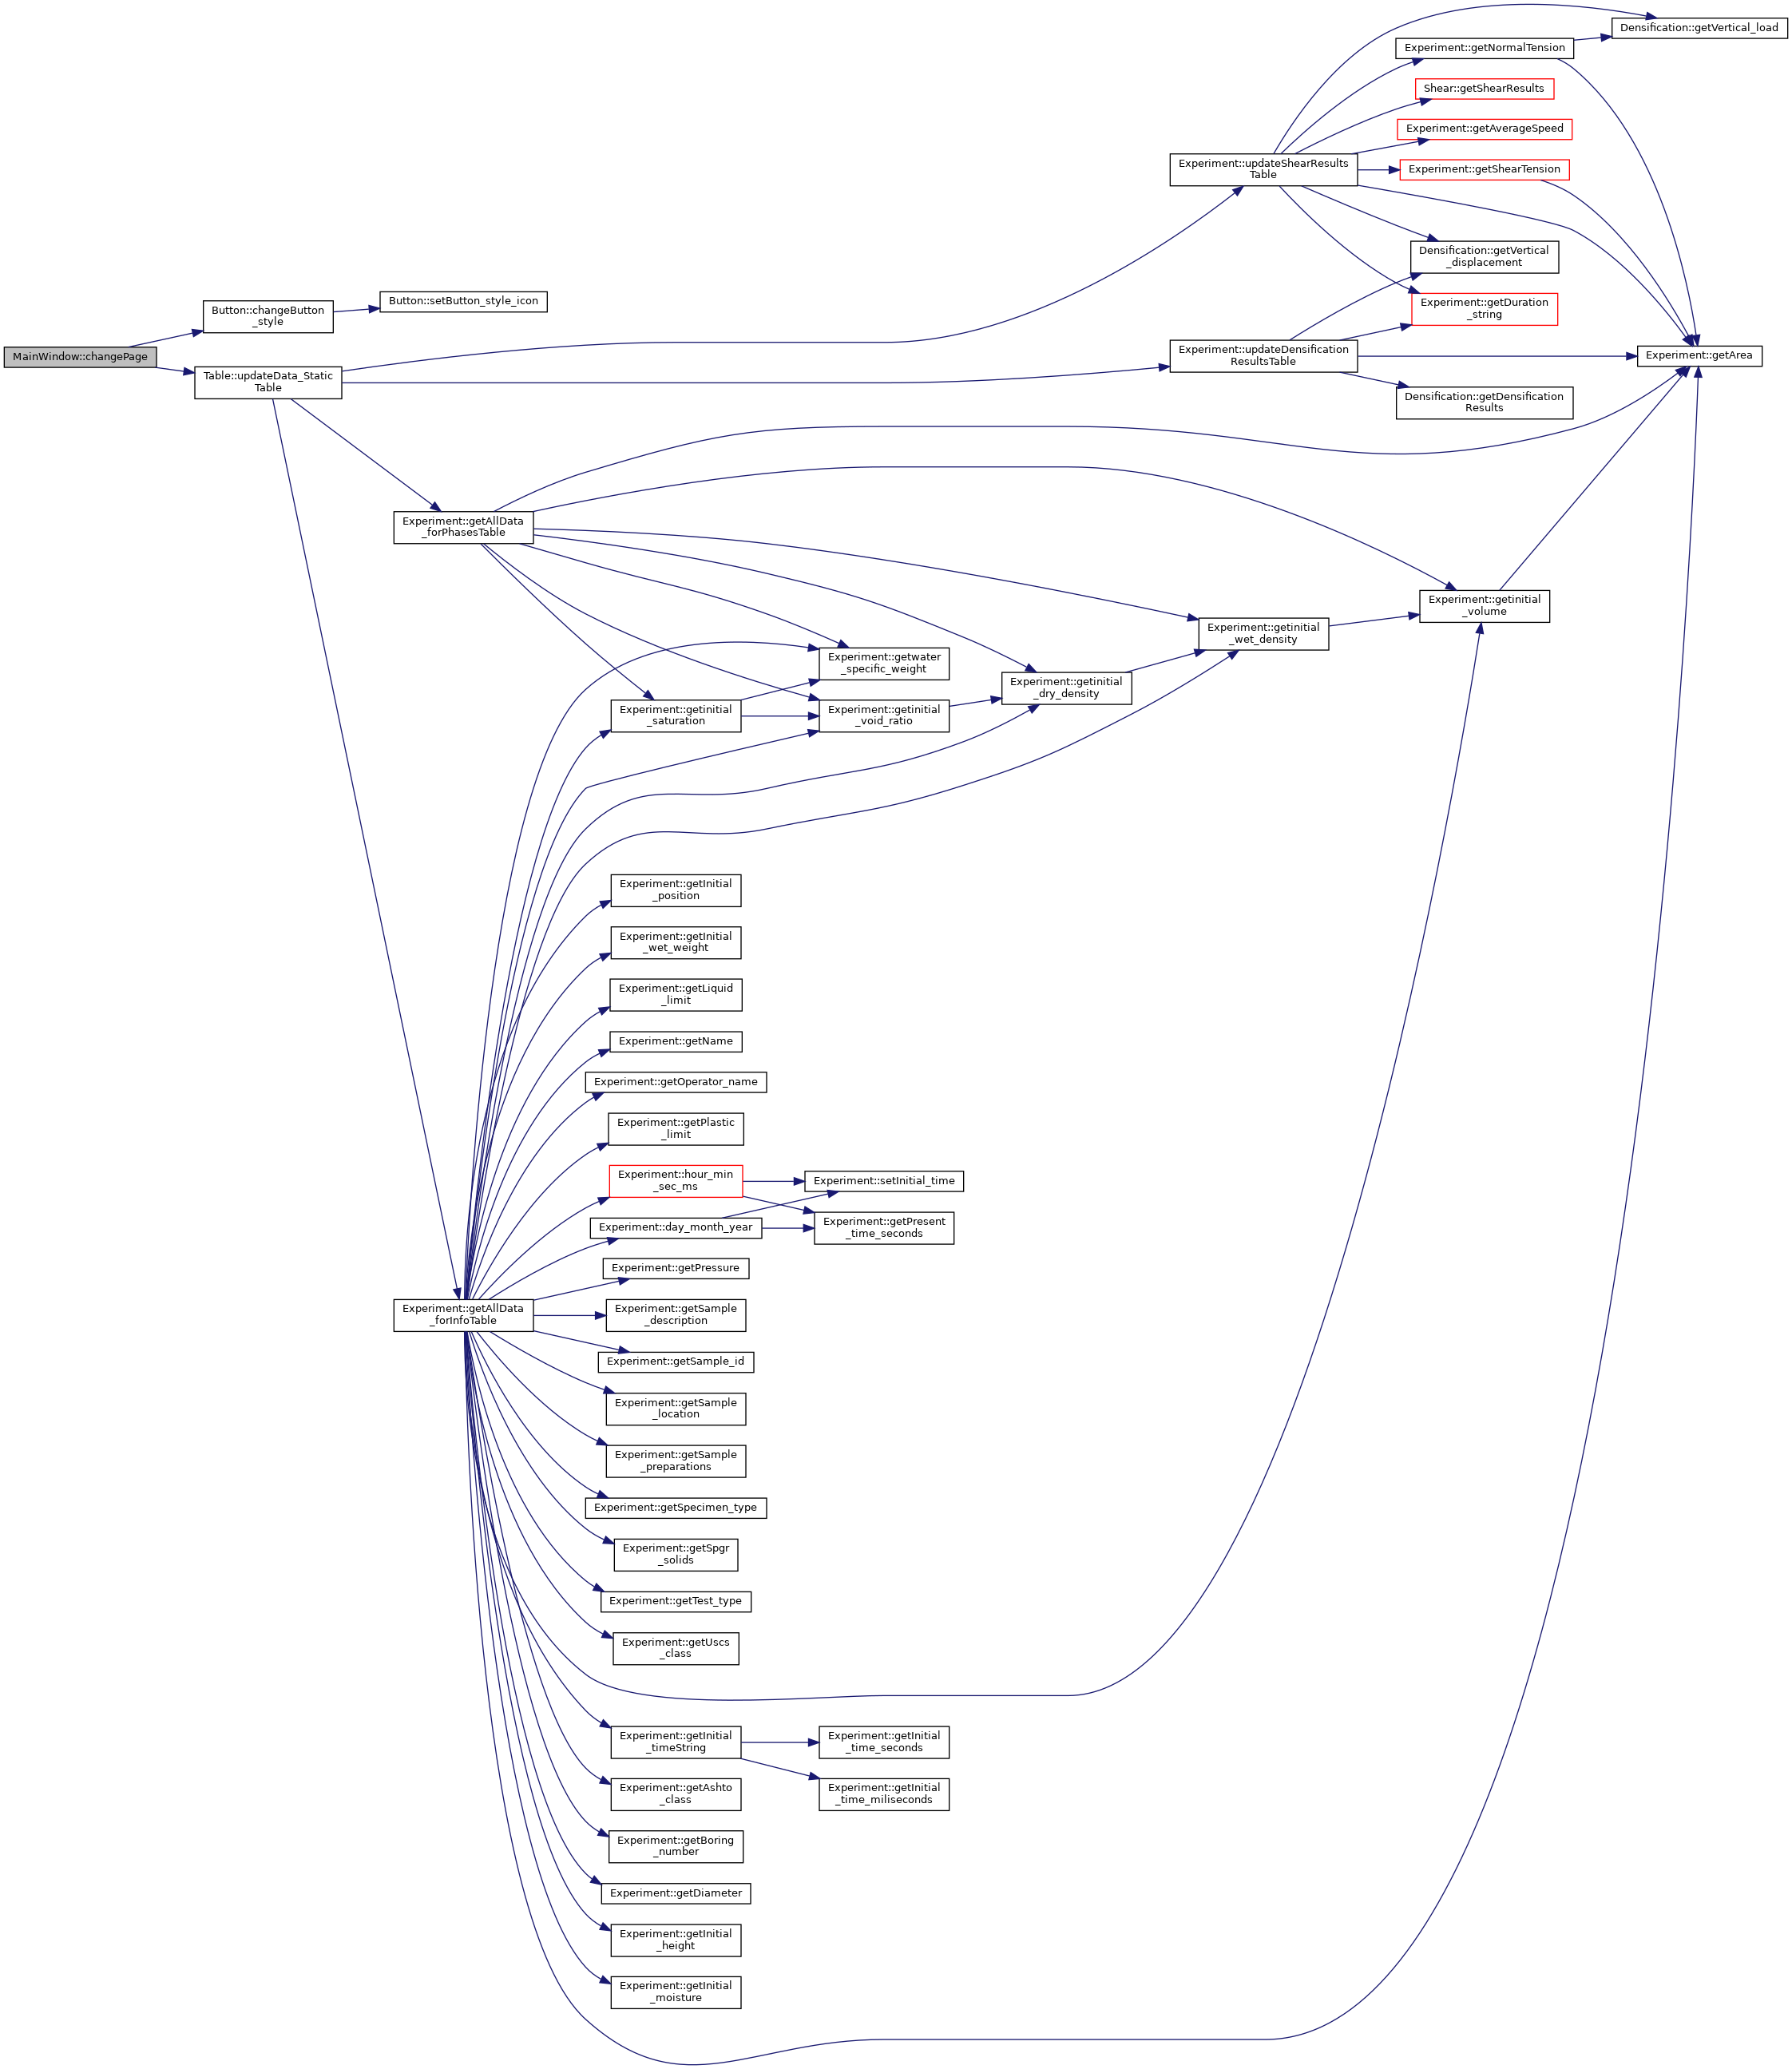 MainWindow::changePage
Button::changeButton
_style
Button::setButton_style_icon
Table::updateData_Static
Table
Experiment::updateShearResults
Table
Densification::getVertical_load
Experiment::getNormalTension
Shear::getShearResults
Experiment::getAverageSpeed
Experiment::getShearTension
Densification::getVertical
_displacement
Experiment::getDuration
_string
Experiment::updateDensification
ResultsTable
Experiment::getArea
Densification::getDensification
Results
Experiment::getAllData
_forPhasesTable
Experiment::getinitial
_volume
Experiment::getinitial
_wet_density
Experiment::getwater
_specific_weight
Experiment::getinitial
_dry_density
Experiment::getinitial
_saturation
Experiment::getinitial
_void_ratio
Experiment::getInitial
_position
Experiment::getInitial
_wet_weight
Experiment::getLiquid
_limit
Experiment::getName
Experiment::getOperator_name
Experiment::getPlastic
_limit
Experiment::hour_min
_sec_ms
Experiment::setInitial_time
Experiment::day_month_year
Experiment::getPresent
_time_seconds
Experiment::getPressure
Experiment::getAllData
_forInfoTable
Experiment::getSample
_description
Experiment::getSample_id
Experiment::getSample
_location
Experiment::getSample
_preparations
Experiment::getSpecimen_type
Experiment::getSpgr
_solids
Experiment::getTest_type
Experiment::getUscs
_class
Experiment::getInitial
_timeString
Experiment::getInitial
_time_seconds
Experiment::getAshto
_class
Experiment::getInitial
_time_miliseconds
Experiment::getBoring
_number
Experiment::getDiameter
Experiment::getInitial
_height
Experiment::getInitial
_moisture